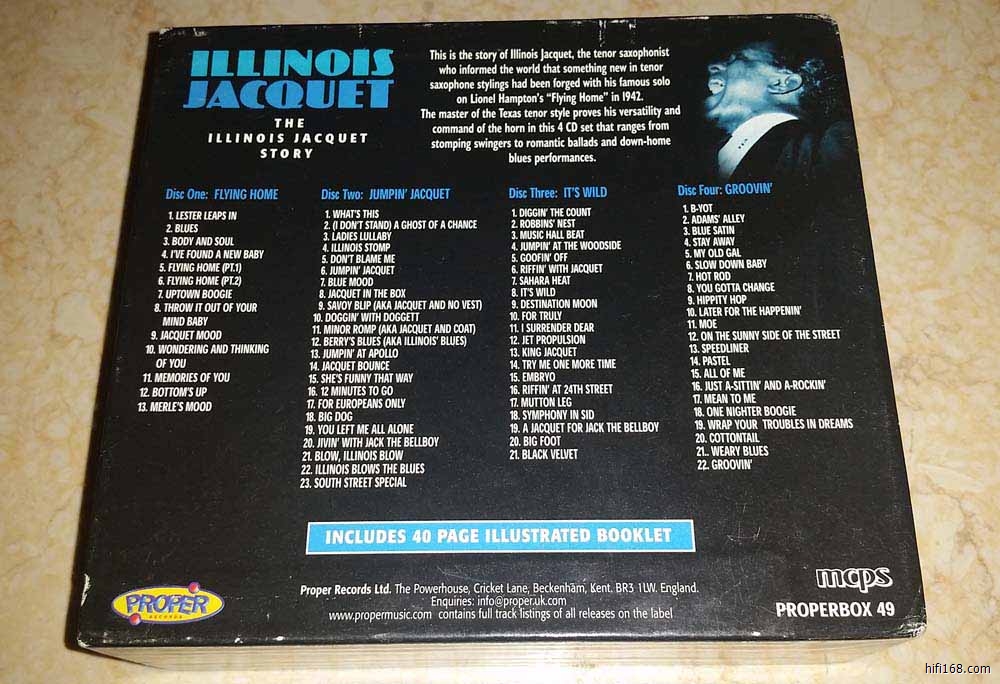 ILLINOIS
JACQUET
THE
ILLINOIS JACQUET
STORY
This is the story of Illinois Jacquet, the tenor saxophonist
who informed the world that something new in tenor
saxophone stylings had been forged with his famous solo
on Lionel Hampton's "Flying Home" in 1942.
The master of the Texas tenor style proves his versatility and
command of the horn in this 4 CD set that ranges from
stomping swingers to romantic ballads and down-home
blues performances.
Disc One: FLYING HOME
1. LESTER LEAPS IN
2. BLUES
3. BODY AND SOUL
4. I'VE FOUND A NEW BABY
5. FLYING HOME (PT.1)
6. FLYING HOME (PT.2)
7. UPTOWN BOOGIE
8. THROW IT OUT OF YOUR
MIND BABY
9. JACQUET MOOD
10. WONDERING AND THINKING
OF YOU
11. MEMORIES OF YOU
12. BOTTOM'S UP
13. MERLE'S MOOD
Disc Two: JUMPIN' JACQUET
1. WHAT'S THIS
2. (I DON'T STAND) A GHOST OF A CHANCE
3. LADIES LULLABY
4. ILLINOIS STOMP
5. DON'T BLAME ME
6. JUMPIN' JACQUET
7. BLUE MOOD
8. JACQUET IN THE BOX
9. SAVOY BLIP (AKA JACQUET AND NO VEST)
10. DOGGIN' WITH DOGGETT
11. MINOR ROMP (AKA JACQUET AND COAT)
12. BERRY'S BLUES (AKA ILLINOIS' BLUES)
13. JUMPIN' AT APOLLO
14. JACQUET BOUNCE
15. SHE'S FUNNY THAT WAY
16. 12 MINUTES TO GO
17. FOR EUROPEANS ONLY
18. BIG DOG
19. YOU LEFT ME ALL ALONE
20. JIVIN' WITH JACK THE BELLBOY
21. BLOW, ILLINOIS BLOW
22. ILLINOIS BLOWS THE BLUES
23. SOUTH STREET SPECIAL
Disc Three: IT'S WILD
1. DIGGIN' THE COUNT
2. ROBBINS' NEST
3. MUSIC HALL BEAT
4. JUMPIN' AT THE WOODSIDE
5. GOOFIN' OFF
6. RIFFIN' WITH JACQUET
7. SAHARA HEAT
8. IT'S WILD
9. DESTINATION MOON
10. FOR TRULY
11. I SURRENDER DEAR
12. JET PROPULSION
13. KING JACQUET
14. TRY ME ONE MORE TIME
15. EMBRYO
16. RIFFIN' AT 24TH STREET
17. MUTTON LEG
18. SYMPHONY IN SID
19. A JACQUET FOR JACK THE BELLBOY
20. BIG FOOT
21. BLACK VELVET
Disc Four: GROOVIN'
1. B-YOT
2. ADAMS' ALLEY
3. BLUE SATIN
4. STAY AWAY
5. MY OLD GAL
6. SLOW DOWN BABY
7. HOT ROD
8. YOU GOTTA CHANGE
9. HIPPITY HOP
10. LATER FOR THE HAPPENIN'
11. MOE
12. ON THE SUNNY SIDE OF THE STREET
13. SPEEDLINER
14. PASTEL
15. ALL OF ME
16. JUST A-SITTIN' AND A-ROCKIN'
17. MEAN TO ME
18. ONE NIGHTER BOOGIE
19. WRAP YOUR TROUBLES IN DREAMS
20. COTTONTAIL
21.. WEARY BLUES
22. GROOVIN'
INCLUDES 40 PAGE ILLUSTRATED BOOKLET
PROPER
RECORDS
Proper Records Ltd. The Powerhouse, Cricket Lane, Beckenham, Kent. BR3 1LW. England.
Enquiries: info@proper.uk.com
www.propermusic.com contains full track listings of all releases on the label
mcps
PROPERBOX 49
hifi168.com